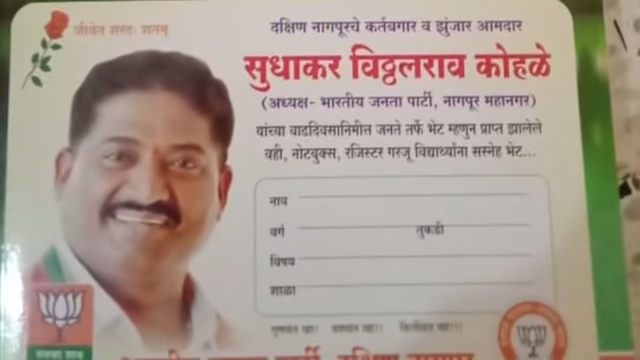 जीवेत शरदः शतम्
दक्षिण नागपूरचे कर्तबगार व झुंजार आमदार
सुधाकर विठ्ठलराव कोहळे
(अध्यक्ष- भारतीय जनता पार्टी, नागपूर महानगर)
यांच्या वाढदिवसानिमीत्त जनते तर्फे भेट म्हणुन प्राप्त झालेले
वही, नोटबुक्स, रजिस्टर गरजू विद्यार्थ्यांना सस्नेह भेट...
नाव
वर्ग तुकडी
विषय
शाळा